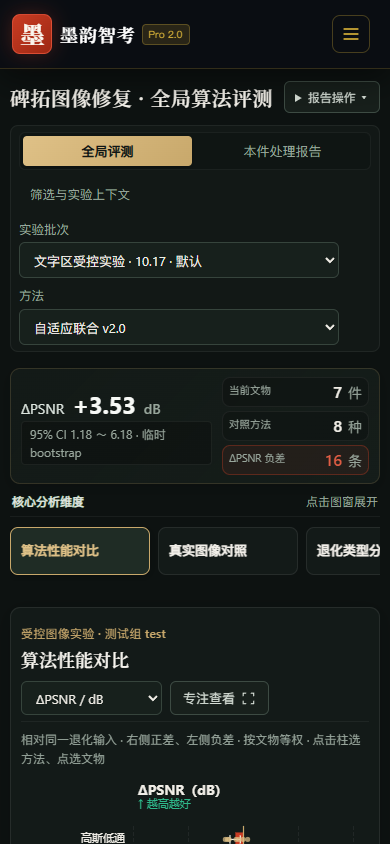 墨 墨韵智考 Pro 2.0
碑拓图像修复 · 全局算法评测
▶ 报告操作 ▾
全局评测
本件处理报告
筛选与实验上下文
实验批次
文字区受控实验 · 10.17 · 默认
方法
自适应联合 v2.0
ΔPSNR +3.53 dB
95% CI 1.18 ～ 6.18 · 临时
bootstrap
当前文物 7 件
对照方法 8 种
ΔPSNR 负差 16 条
核心分析维度
点击图窗展开
算法性能对比
真实图像对照
退化类型分
受控图像实验 · 测试组 test
算法性能对比
ΔPSNR / dB
专注查看
相对同一退化输入 · 右侧正差、左侧负差 · 按文物等权 · 点击柱选
方法、点选文物
ΔPSNR（dB）
↑ 越高越好
高斯低通